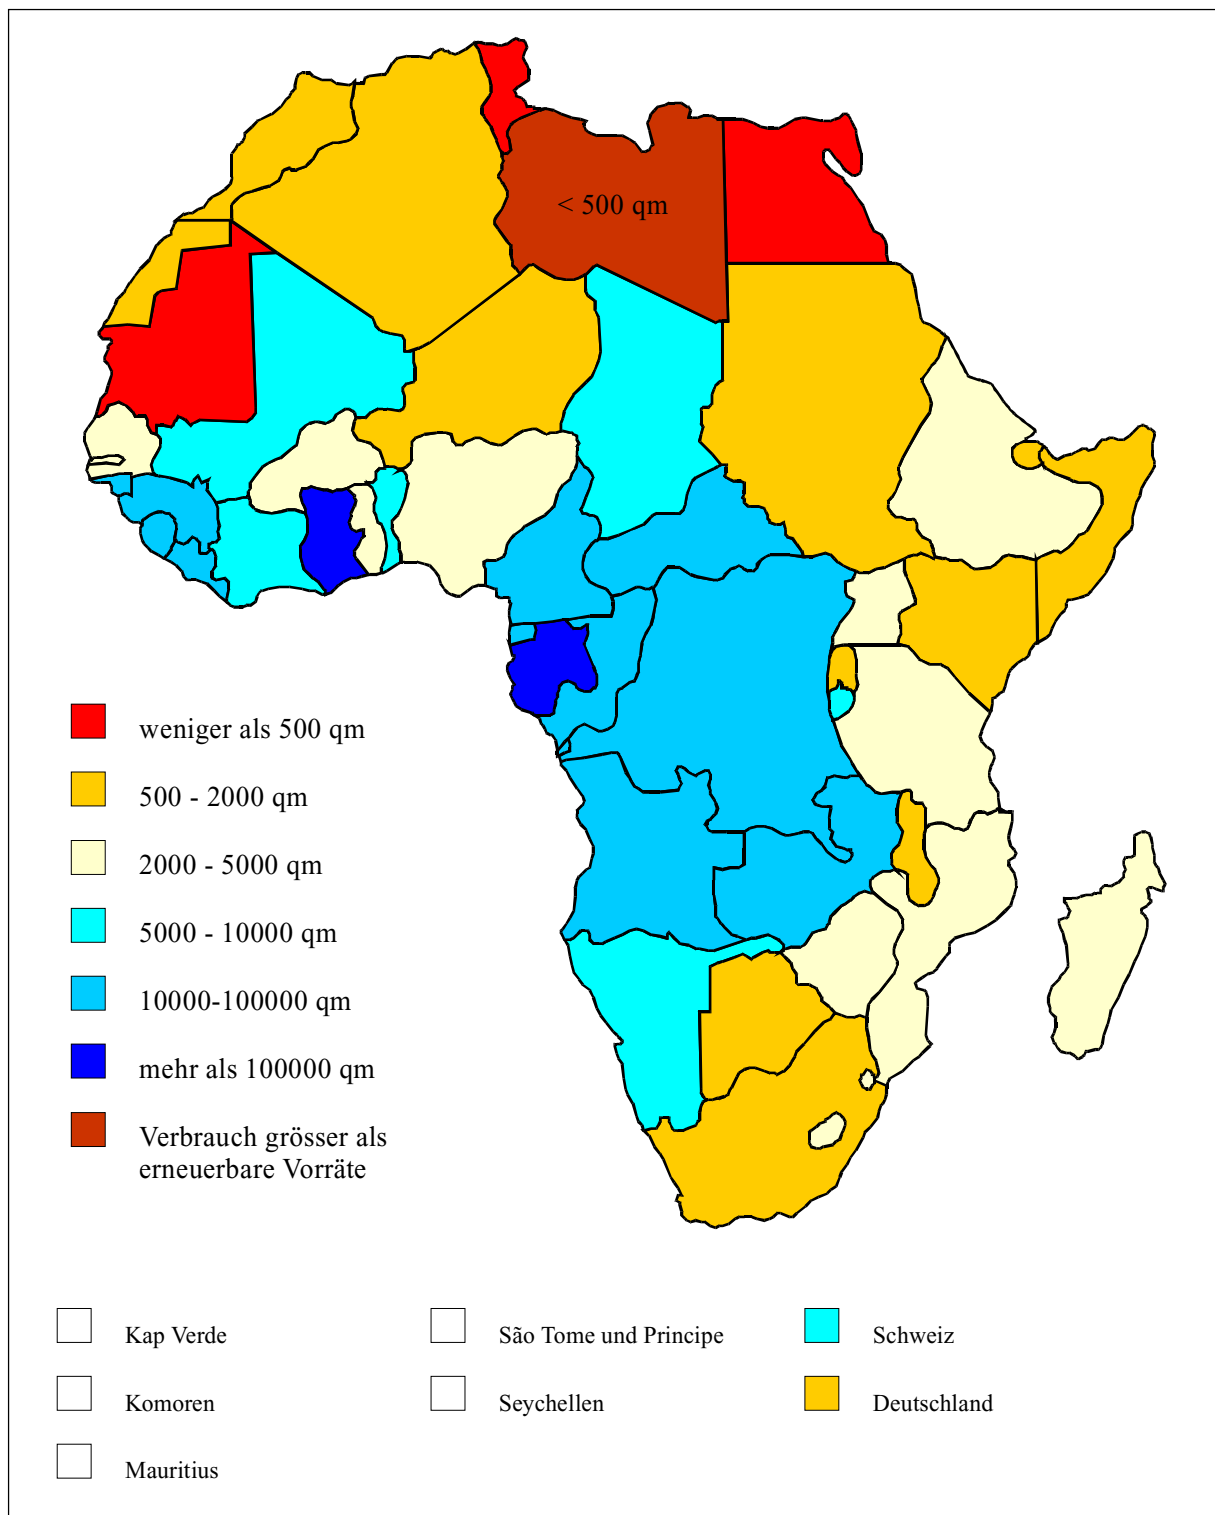 < 500 qm
weniger als 500 qm
500 - 2000 qm
2000 - 5000 qm
5000 - 10000 qm
10000-100000 qm
mehr als 100000 qm
Verbrauch grösser als
erneuerbare Vorräte
Kap Verde
São Tome und Principe
Schweiz
Komoren
Seychellen
Deutschland
Mauritius